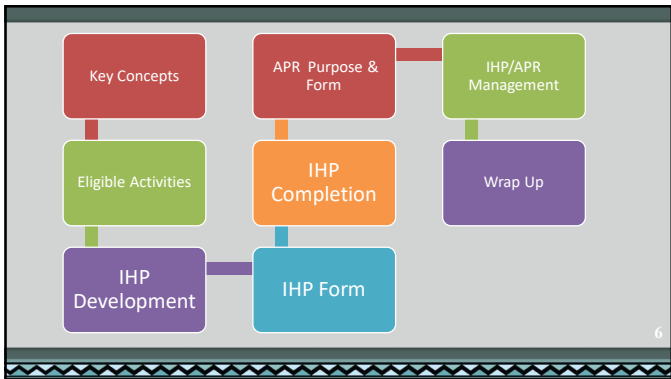 Key Concepts
Eligible Activities
IHP
Development
IHP Form
IHP
Completion
APR Purpose &
Form
IHP/APR
Management
Wrap Up
6